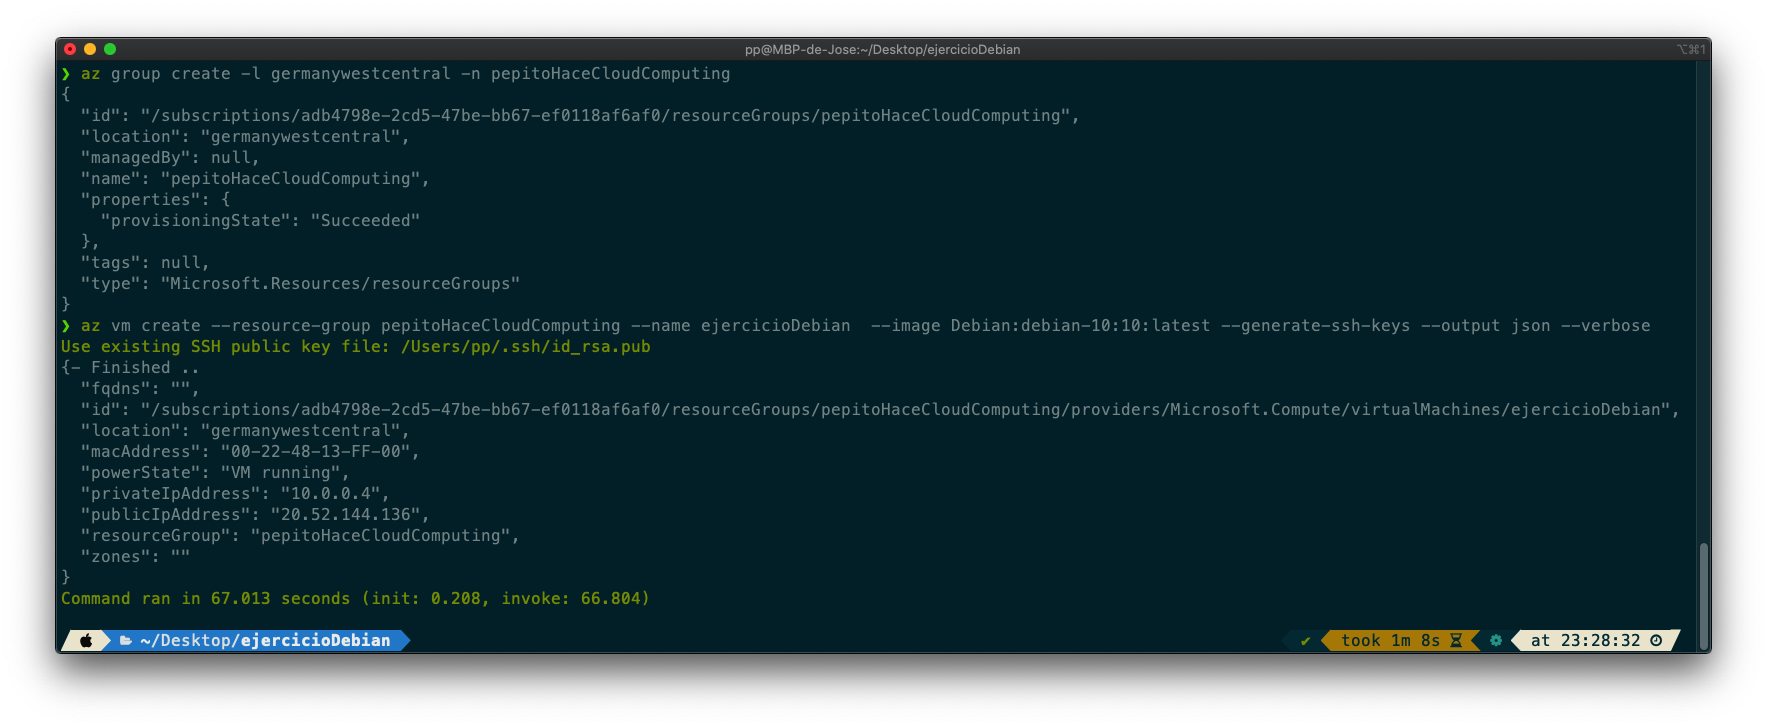 pp@MBP-de-Jose:~/Desktop/ejercicioDebian
⌥⌘1
❯ az group create -l germanywestcentral -n pepitoHaceCloudComputing
{
  "id": "/subscriptions/adb4798e-2cd5-47be-bb67-ef0118af6af0/resourceGroups/pepitoHaceCloudComputing",
  "location": "germanywestcentral",
  "managedBy": null,
  "name": "pepitoHaceCloudComputing",
  "properties": {
    "provisioningState": "Succeeded"
  },
  "tags": null,
  "type": "Microsoft.Resources/resourceGroups"
}
❯ az vm create --resource-group pepitoHaceCloudComputing --name ejercicioDebian  --image Debian:debian-10:10:latest --generate-ssh-keys --output json --verbose
Use existing SSH public key file: /Users/pp/.ssh/id_rsa.pub
{- Finished ..
  "fqdns": "",
  "id": "/subscriptions/adb4798e-2cd5-47be-bb67-ef0118af6af0/resourceGroups/pepitoHaceCloudComputing/providers/Microsoft.Compute/virtualMachines/ejercicioDebian",
  "location": "germanywestcentral",
  "macAddress": "00-22-48-13-FF-00",
  "powerState": "VM running",
  "privateIpAddress": "10.0.0.4",
  "publicIpAddress": "20.52.144.136",
  "resourceGroup": "pepitoHaceCloudComputing",
  "zones": ""
}
Command ran in 67.013 seconds (init: 0.208, invoke: 66.804)
~/Desktop/ejercicioDebian ✔ took 1m 8s at 23:28:32